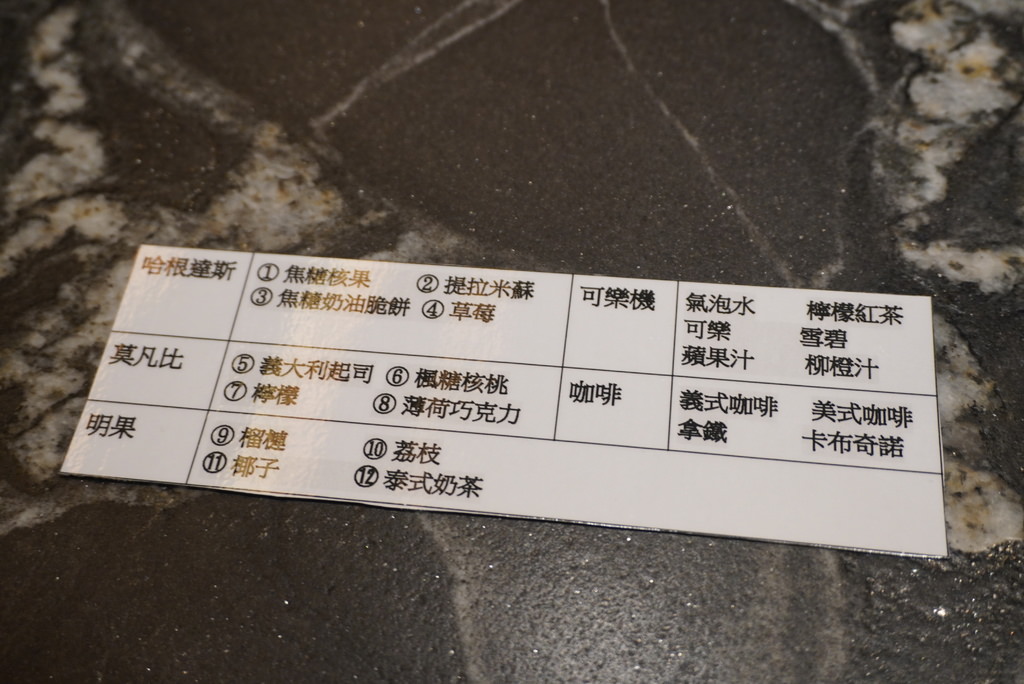 哈根達斯 ① 焦糖核果 ② 提拉米蘇 可樂機 氣泡水 檸檬紅茶
③ 焦糖奶油脆餅 ④ 草莓 可樂 雪碧
蘋果汁 柳橙汁
莫凡比 ⑤ 義大利起司 ⑥ 楓糖核桃 咖啡 義式咖啡 美式咖啡
⑦ 檸檬 ⑧ 薄荷巧克力 拿鐵 卡布奇諾
明果 ⑨ 榴槤 ⑩ 荔枝
⑪ 椰子 ⑫ 泰式奶茶